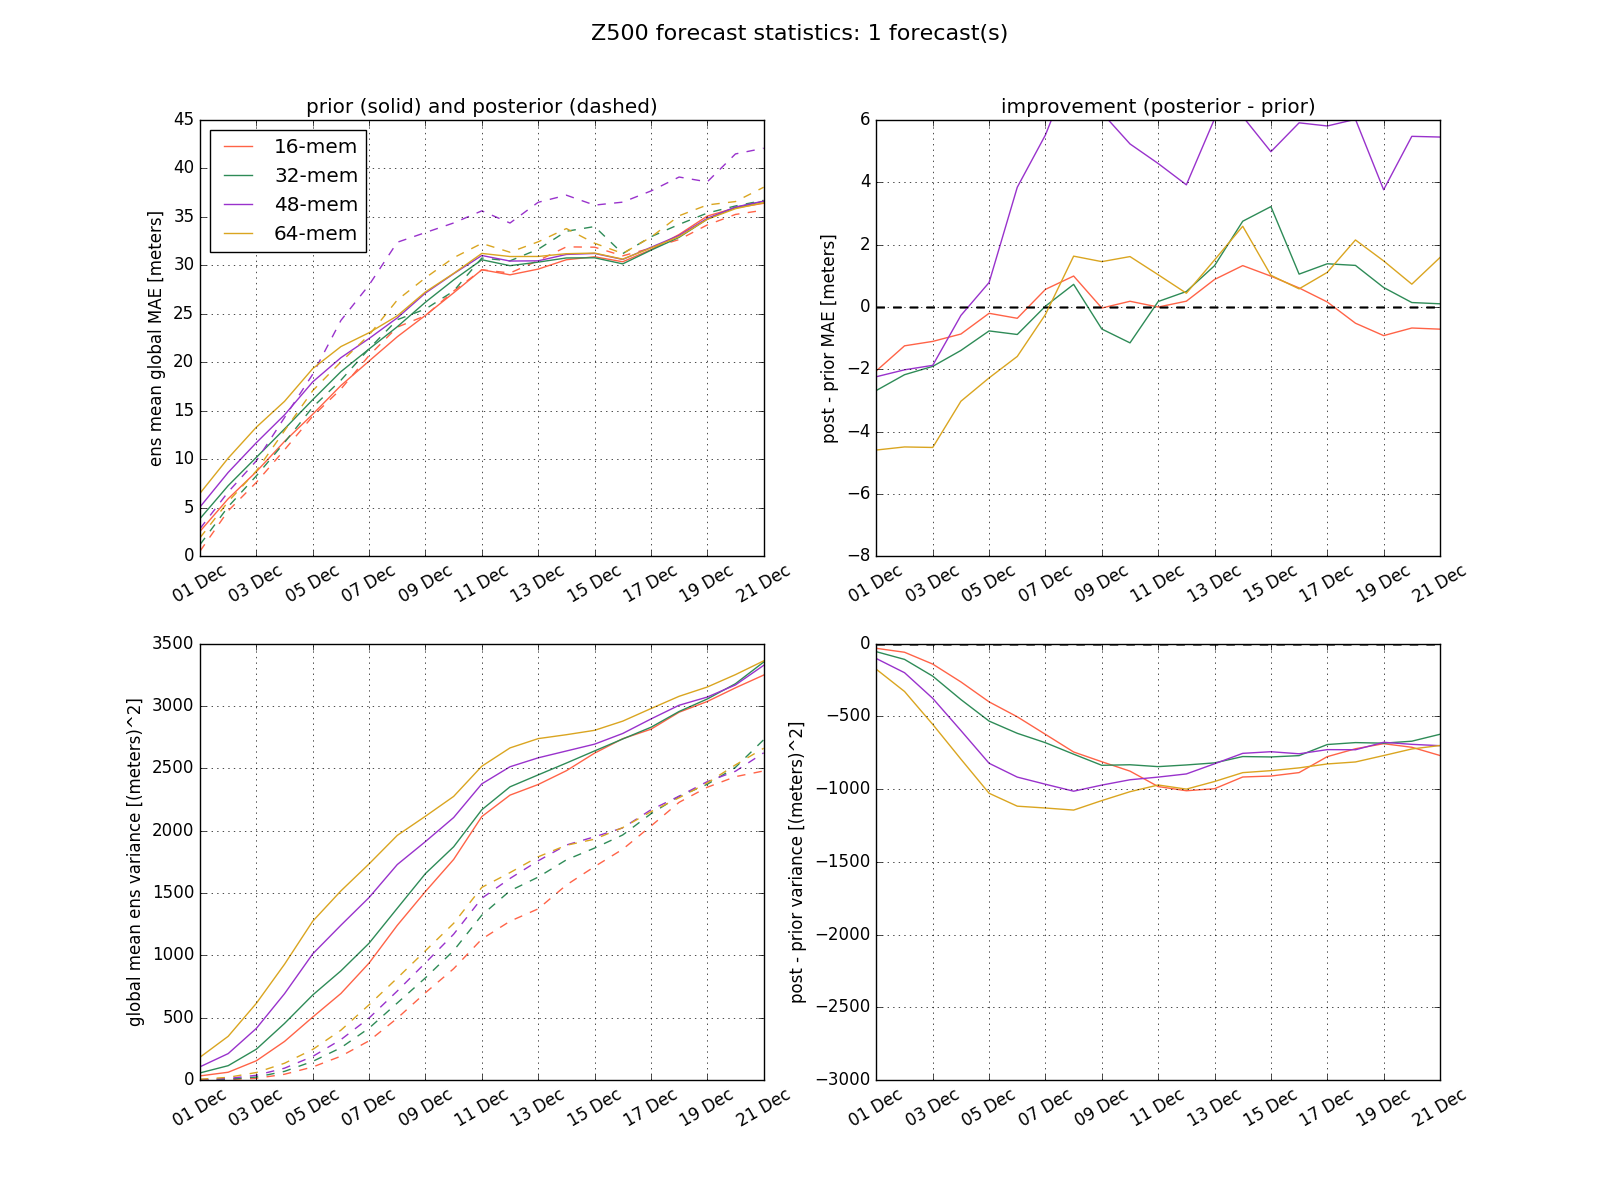 Z500 forecast statistics: 1 forecast(s)
prior (solid) and posterior (dashed)
ens mean global MAE [meters]
45
40
35
30
25
20
15
10
5
0
16-mem
32-mem
48-mem
64-mem
01 Dec
03 Dec
05 Dec
07 Dec
09 Dec
11 Dec
13 Dec
15 Dec
17 Dec
19 Dec
21 Dec
improvement (posterior - prior)
post - prior MAE [meters]
6
4
2
0
−2
−4
−6
−8
01 Dec
03 Dec
05 Dec
07 Dec
09 Dec
11 Dec
13 Dec
15 Dec
17 Dec
19 Dec
21 Dec
global mean ens variance [(meters)^2]
3500
3000
2500
2000
1500
1000
500
0
01 Dec
03 Dec
05 Dec
07 Dec
09 Dec
11 Dec
13 Dec
15 Dec
17 Dec
19 Dec
21 Dec
post - prior variance [(meters)^2]
0
−500
−1000
−1500
−2000
−2500
−3000
01 Dec
03 Dec
05 Dec
07 Dec
09 Dec
11 Dec
13 Dec
15 Dec
17 Dec
19 Dec
21 Dec